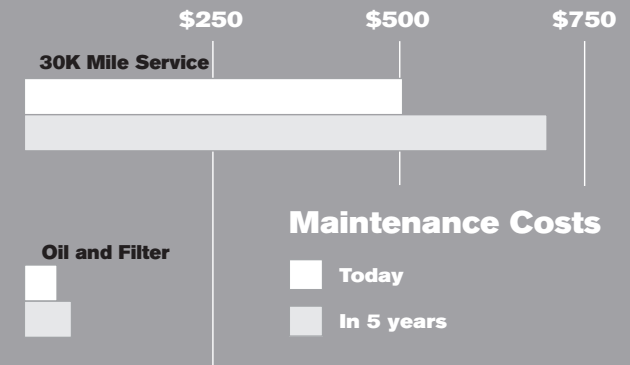 $250 $500 $750
30K Mile Service
Oil and Filter
Maintenance Costs
Today
In 5 years